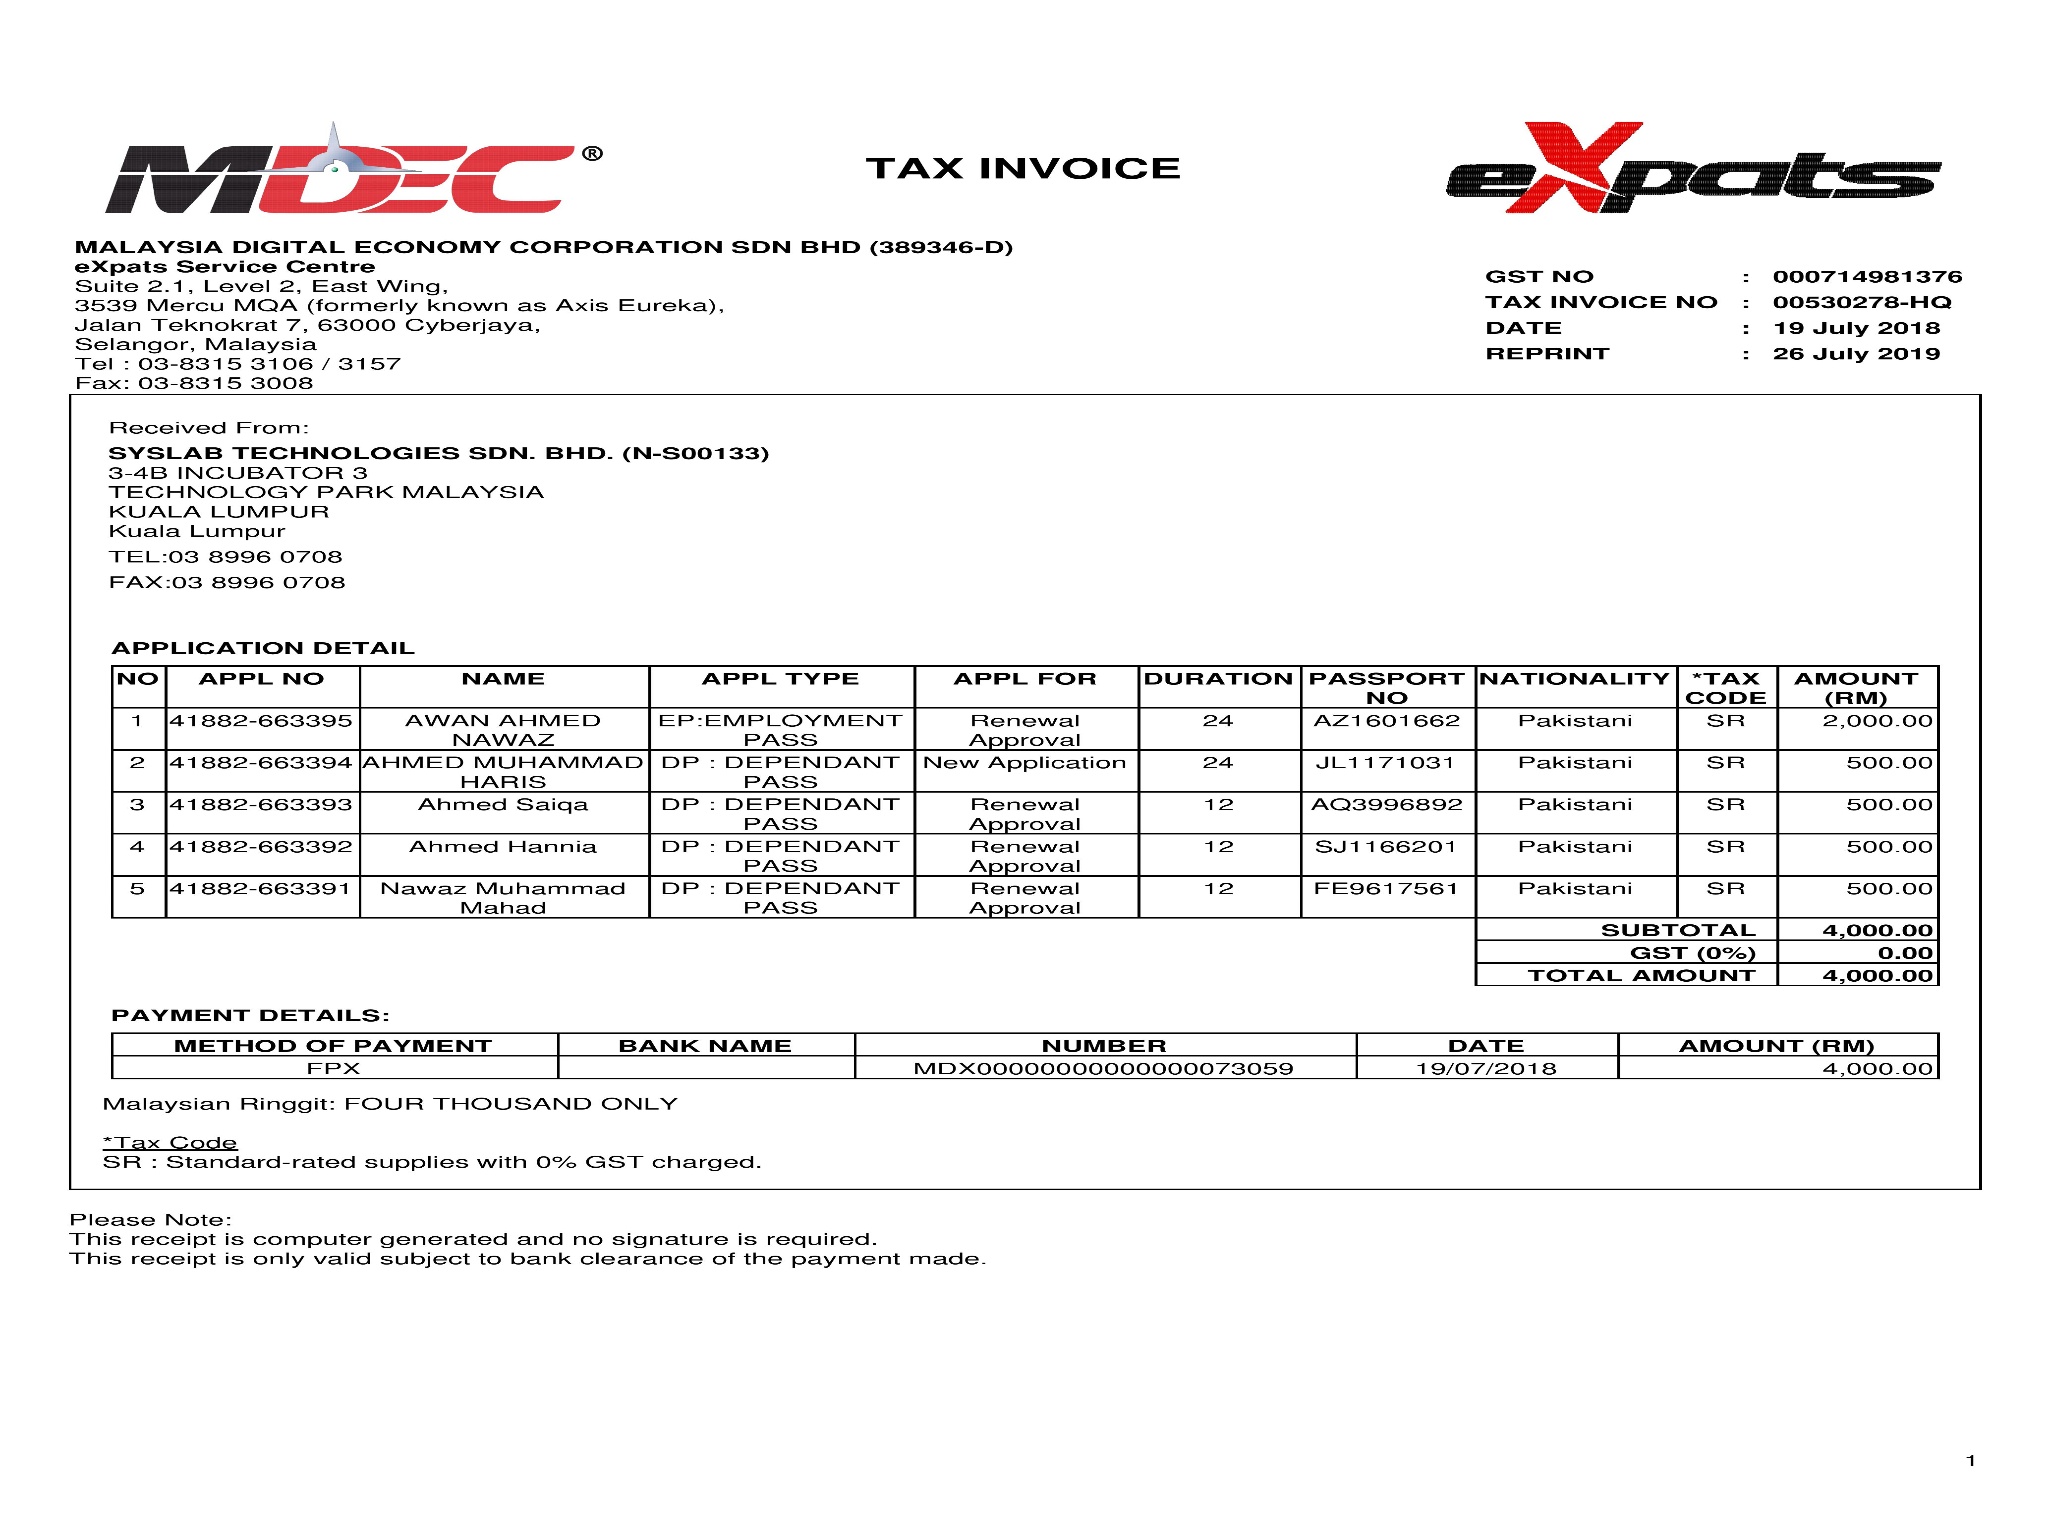 MDEC®
TAX INVOICE
eXpats
MALAYSIA DIGITAL ECONOMY CORPORATION SDN BHD (389346-D)
eXpats Service Centre
Suite 2.1, Level 2, East Wing,
3539 Mercu MQA (formerly known as Axis Eureka),
Jalan Teknokrat 7, 63000 Cyberjaya,
Selangor, Malaysia
Tel : 03-8315 3106 / 3157
Fax: 03-8315 3008
GST NO : 000714981376
TAX INVOICE NO : 00530278-HQ
DATE : 19 July 2018
REPRINT : 26 July 2019
Received From:
SYSLAB TECHNOLOGIES SDN. BHD. (N-S00133)
3-4B INCUBATOR 3
TECHNOLOGY PARK MALAYSIA
KUALA LUMPUR
Kuala Lumpur
TEL:03 8996 0708
FAX:03 8996 0708
APPLICATION DETAIL
NO APPL NO NAME APPL TYPE APPL FOR DURATION PASSPORT NATIONALITY *TAX AMOUNT
NO CODE (RM)
1 41882-663395 AWAN AHMED EP:EMPLOYMENT Renewal 24 AZ1601662 Pakistani SR 2,000.00
NAWAZ PASS Approval
2 41882-663394 AHMED MUHAMMAD DP : DEPENDANT New Application 24 JL1171031 Pakistani SR 500.00
HARIS PASS
3 41882-663393 Ahmed Saiqa DP : DEPENDANT Renewal 12 AQ3996892 Pakistani SR 500.00
PASS Approval
4 41882-663392 Ahmed Hannia DP : DEPENDANT Renewal 12 SJ1166201 Pakistani SR 500.00
PASS Approval
5 41882-663391 Nawaz Muhammad DP : DEPENDANT Renewal 12 FE9617561 Pakistani SR 500.00
Mahad PASS Approval
SUBTOTAL 4,000.00
GST (0%) 0.00
TOTAL AMOUNT 4,000.00
PAYMENT DETAILS:
METHOD OF PAYMENT BANK NAME NUMBER DATE AMOUNT (RM)
FPX MDX00000000000000073059 19/07/2018 4,000.00
Malaysian Ringgit: FOUR THOUSAND ONLY
*Tax Code
SR : Standard-rated supplies with 0% GST charged.
Please Note:
This receipt is computer generated and no signature is required.
This receipt is only valid subject to bank clearance of the payment made.
1